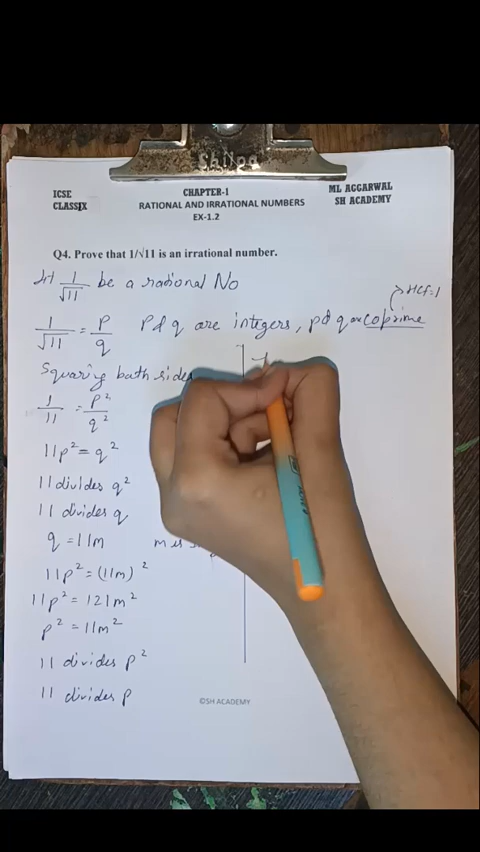 Shilpa
ICSE
CLASSIX
CHAPTER-1
RATIONAL AND IRRATIONAL NUMBERS
EX-1.2
ML AGGARWAL
SH ACADEMY
Q4. Prove that 1/√11 is an irrational number.
let 1/√11 be a rational No
HCF=1
1/√11 = p/q p & q are integers, p & q are coprime
Squaring both sides
1/11 = p²/q²
11p² = q²
11 divides q²
11 divides q
q = 11m m is
11p² = (11m)²
11p² = 121m²
p² = 11m²
11 divides p²
11 divides p
©SH ACADEMY